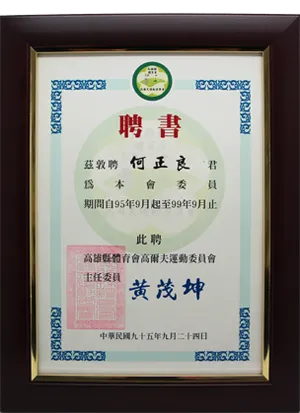 聘書
茲敦聘 何正良 君
為本會委員
期間自95年9月起至99年9月止
此聘
高雄縣體育會高爾夫運動委員會
主任委員 黃茂坤
中華民國九十五年九月二十四日